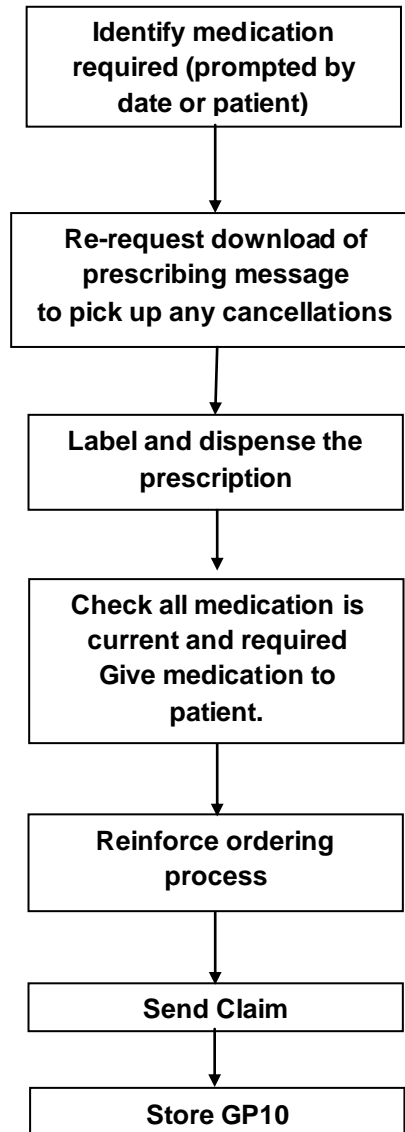 Identify medication
required (prompted by
date or patient)
Re-request download of
prescribing message
to pick up any cancellations
Label and dispense the
prescription
Check all medication is
current and required
Give medication to
patient.
Reinforce ordering
process
Send Claim
Store GP10